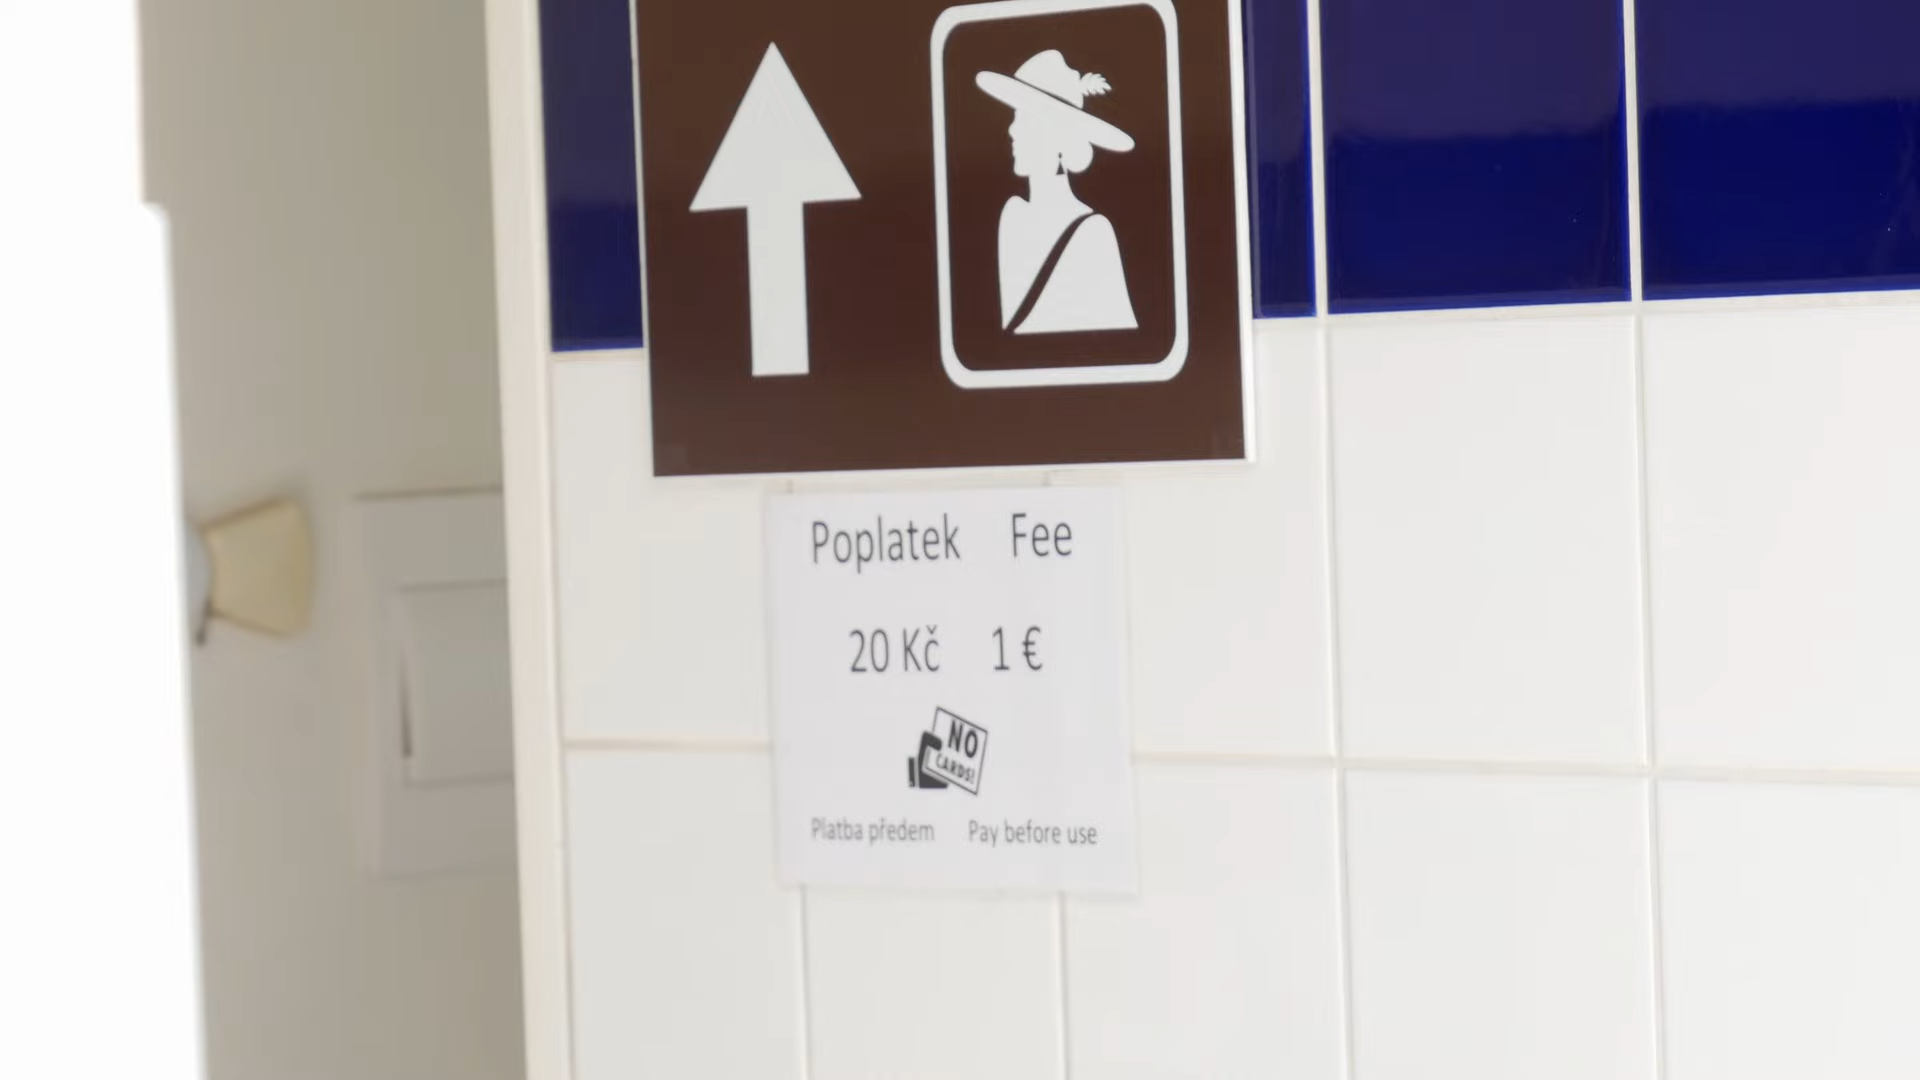 Poplatek Fee
20 Kč 1 €
NO
CARDS!
Platba předem Pay before use